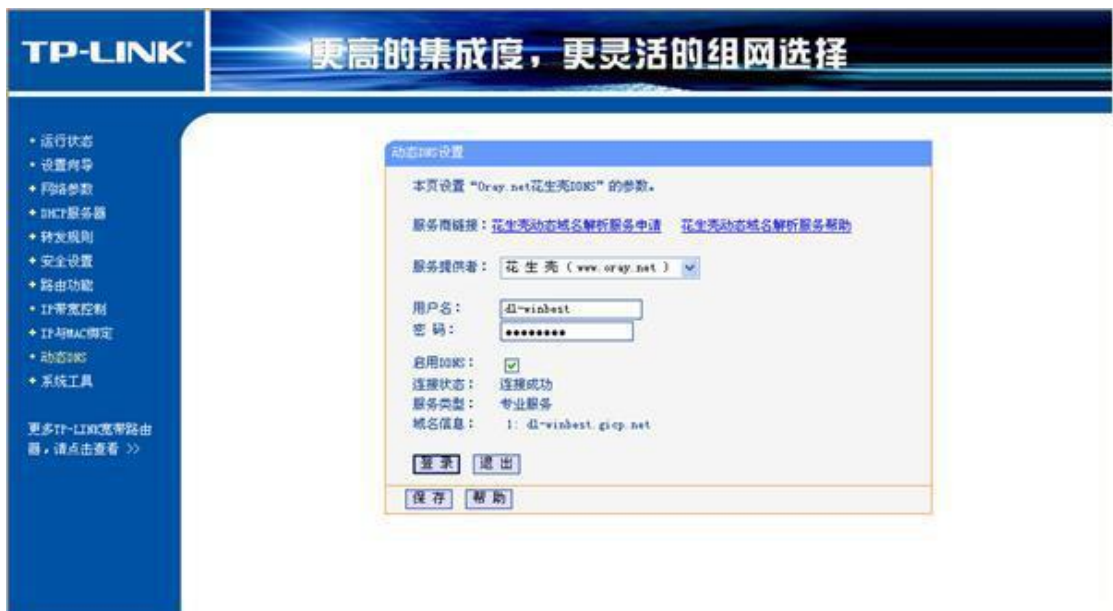 TP-LINK®
更高的集成度，更灵活的组网选择
• 运行状态
• 设置向导
+ 网络参数
+ DHCP服务器
+ 转发规则
+ 安全设置
+ 路由功能
• IP带宽控制
+ IP与MAC绑定
• 动态DNS
+ 系统工具
更多TP-LINK宽带路由
器，请点击查看 >>
动态DNS设置
本页设置“Oray.net花生壳DDNS”的参数。
服务商链接：花生壳动态域名解析服务申请 花生壳动态域名解析服务帮助
服务提供者： 花 生 壳 ( www.oray.net )
用户名： dl-winbest
密 码： ●●●●●●●●
启用DDNS：
连接状态： 连接成功
服务类型： 专业服务
域名信息： 1: dl-winbest.gicp.net
登 录 退 出
保 存 帮 助